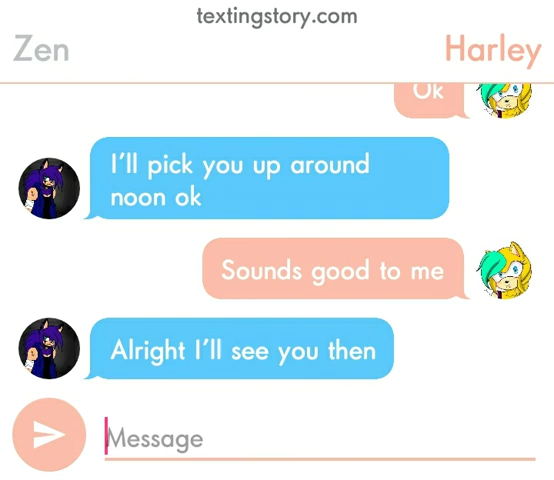 textingstory.com
Zen
Harley
Ok
I'll pick you up around
noon ok
Sounds good to me
Alright I'll see you then
Message